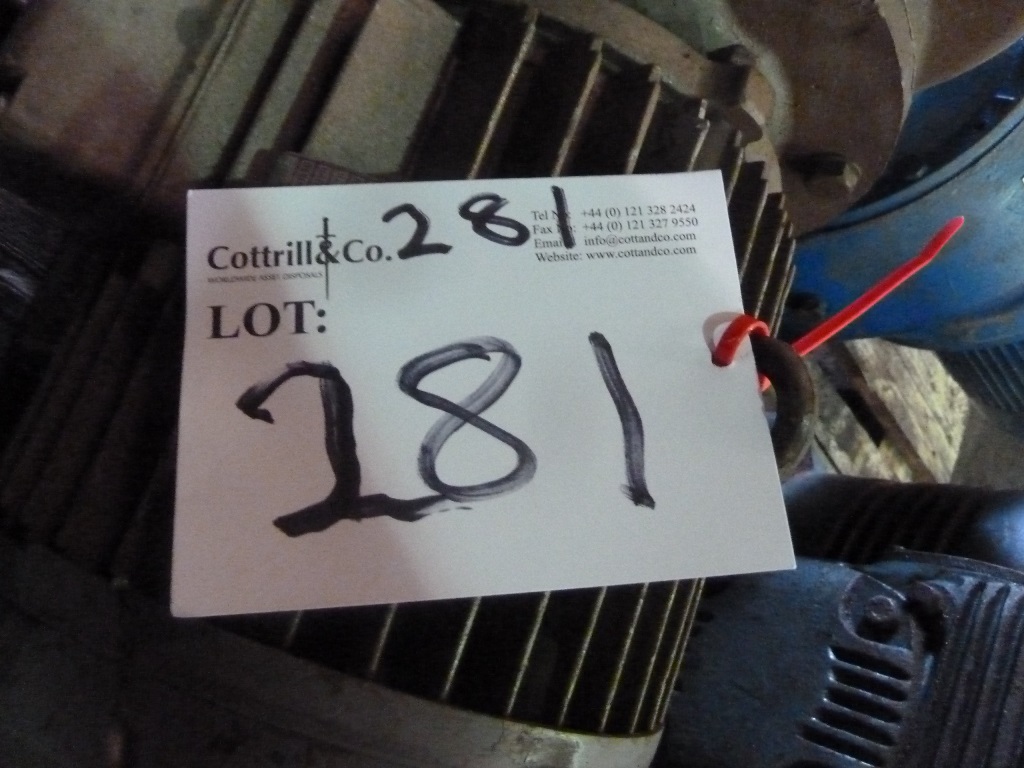 Cottrill&Co. 281
WORLDWIDE ASSET DISPOSALS
Tel No: +44 (0) 121 328 2424
Fax No: +44 (0) 121 327 9550
Email: info@cottandco.com
Website: www.cottandco.com
LOT:
281